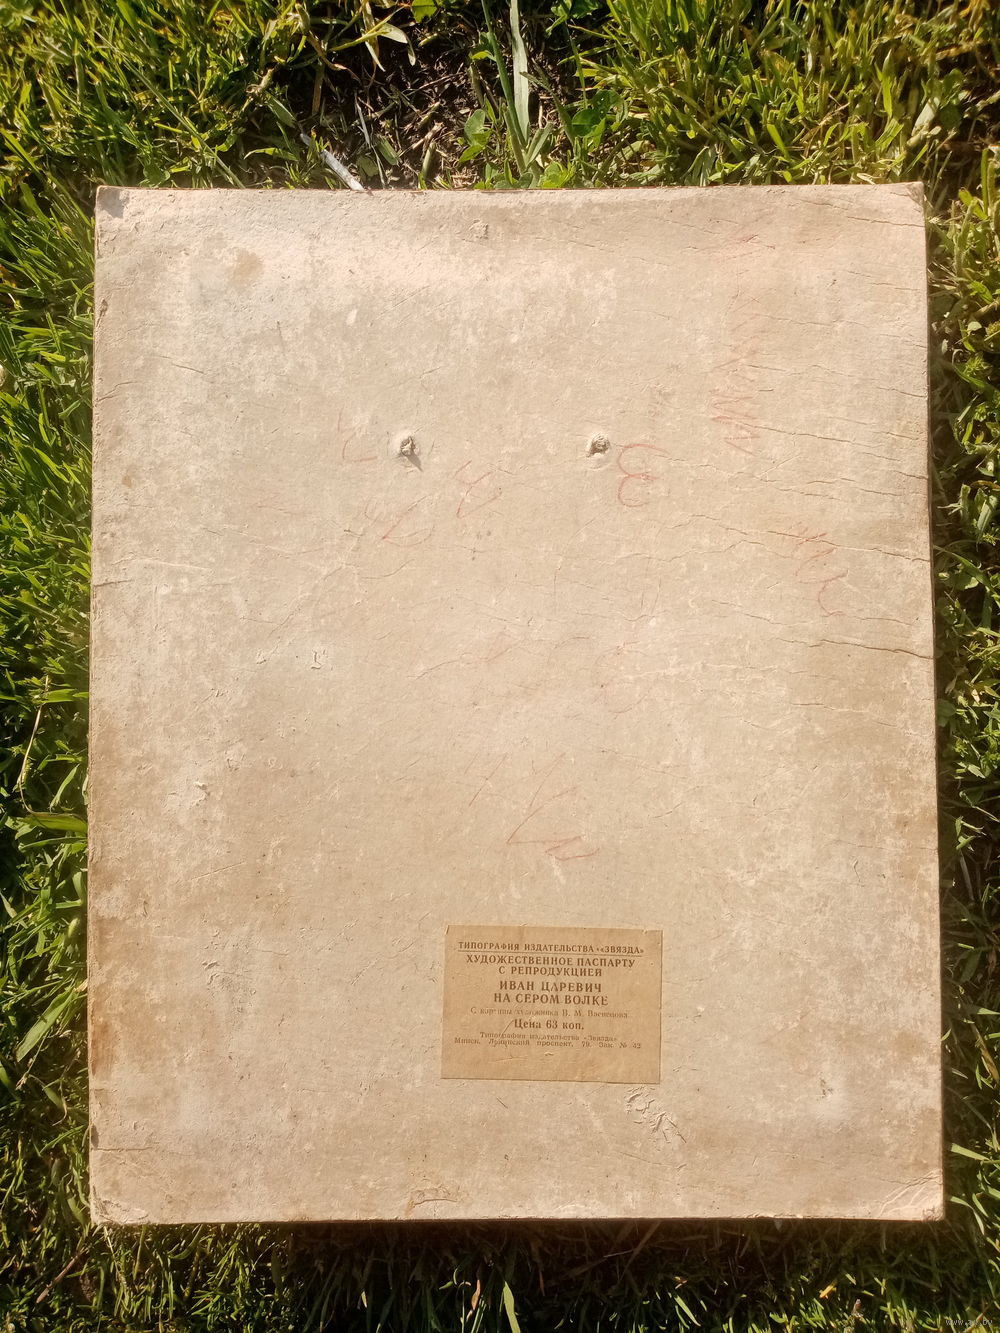 ТИПОГРАФИЯ ИЗДАТЕЛЬСТВА «ЗВЯЗДА»
ХУДОЖЕСТВЕННОЕ ПАСПАРТУ
С РЕПРОДУКЦИЕЙ
ИВАН ЦАРЕВИЧ
НА СЕРОМ ВОЛКЕ
С картины художника В. М. Васнецова
Цена 63 коп.
Типография издательства «Звязда»
Минск, Ленинский проспект, 79. Зак. № 42